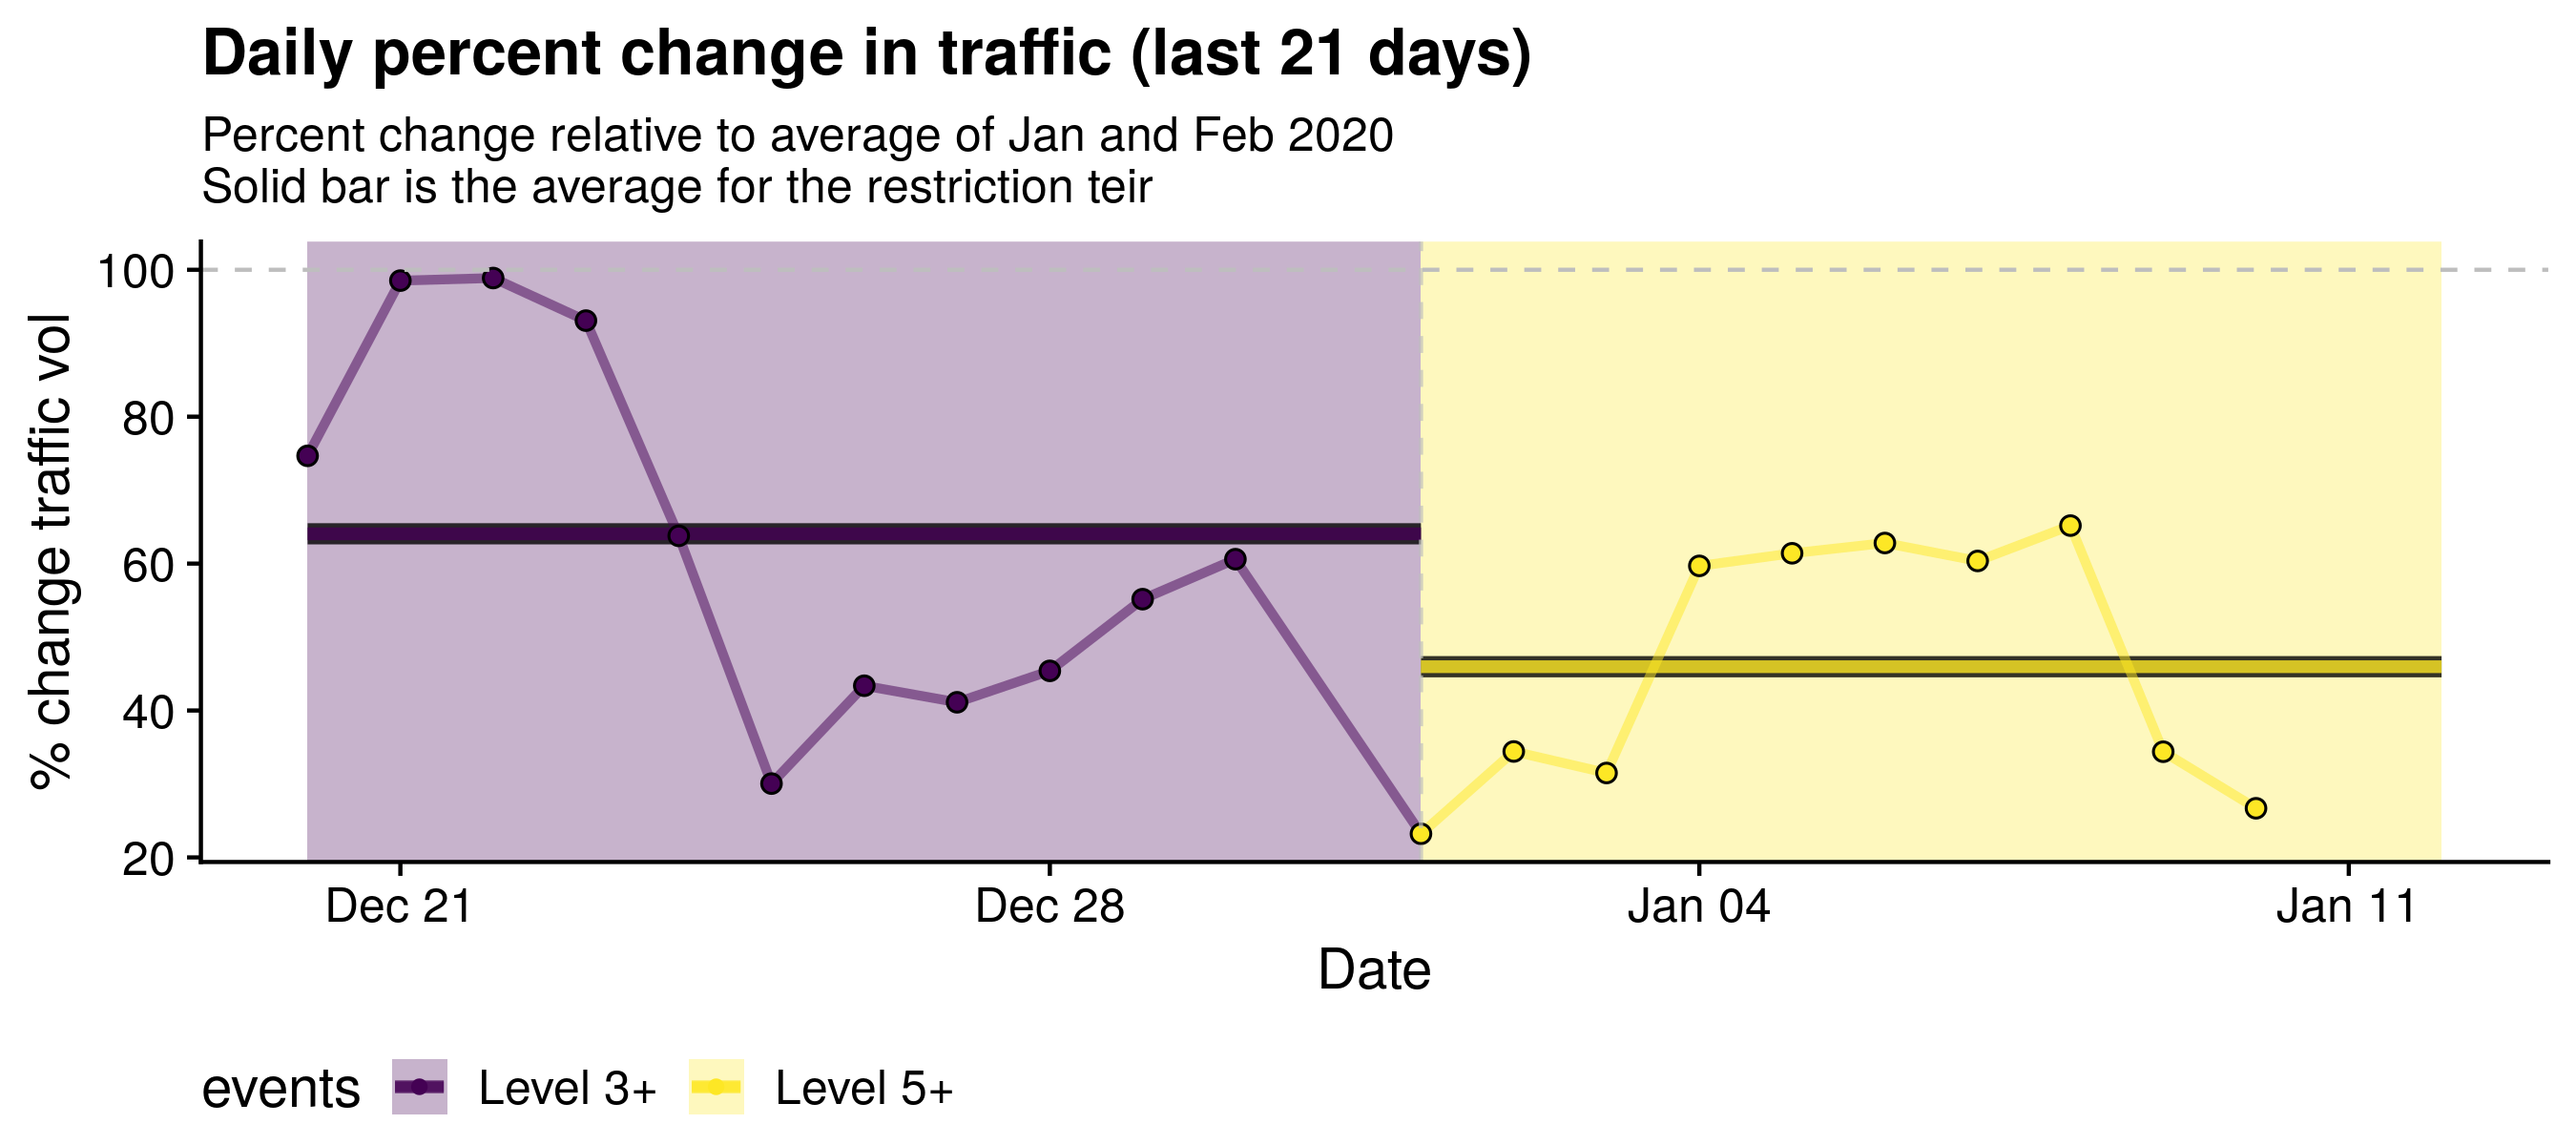 Daily percent change in traffic (last 21 days)
Percent change relative to average of Jan and Feb 2020
Solid bar is the average for the restriction teir
% change traffic vol
100
80
60
40
20
Dec 21
Dec 28
Jan 04
Jan 11
Date
events
Level 3+
Level 5+